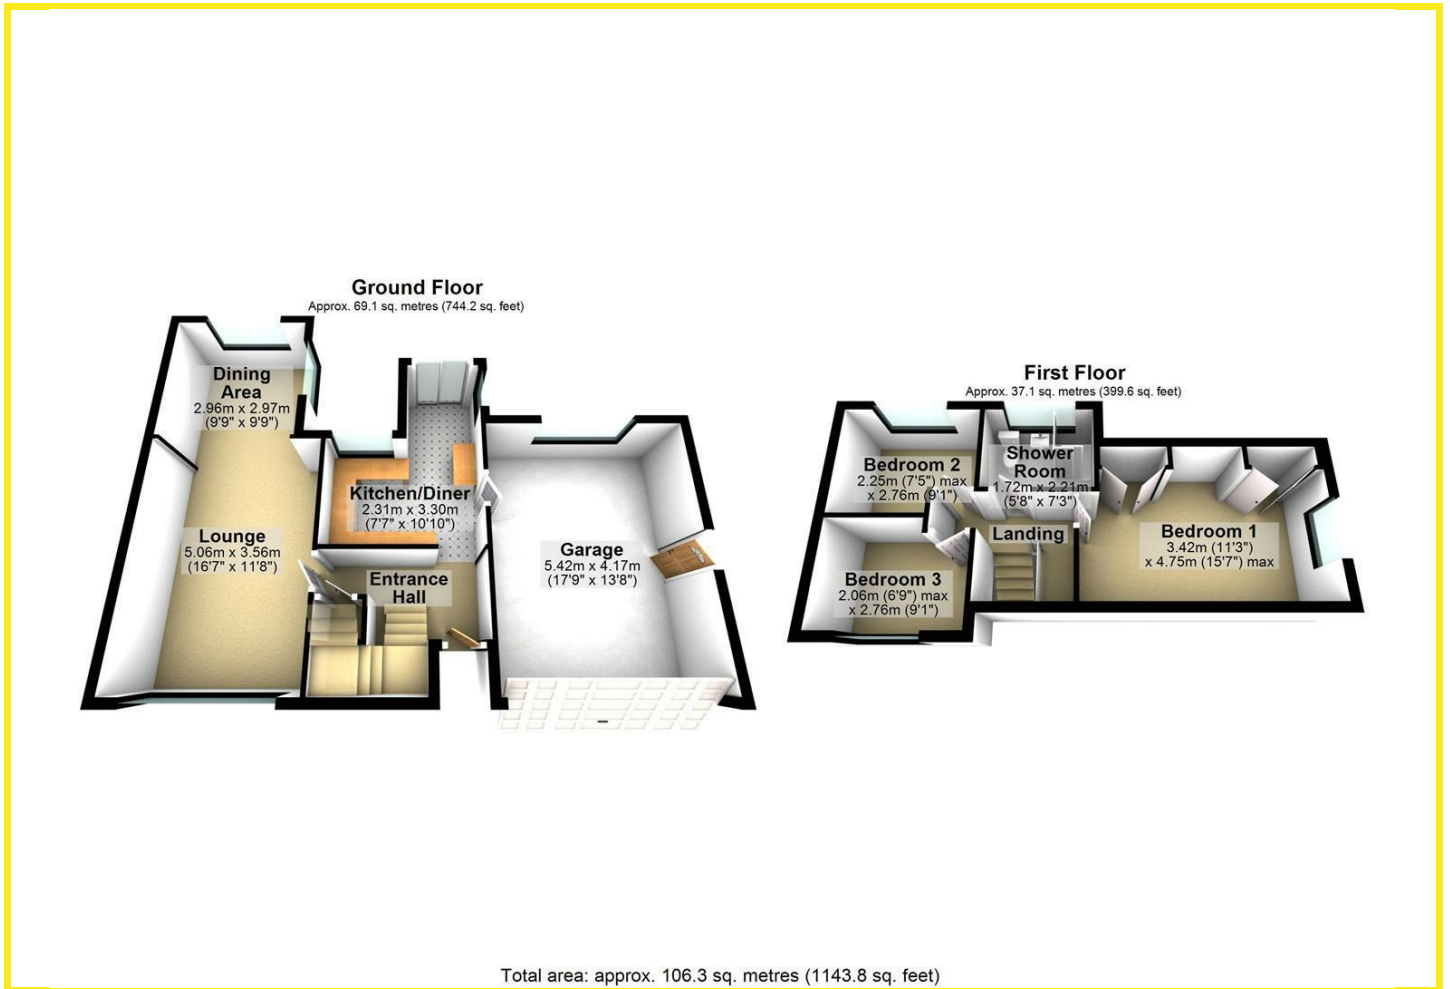 Ground Floor
Approx. 69.1 sq. metres (744.2 sq. feet)
Dining
Area
2.96m x 2.97m
(9'9" x 9'9")
Kitchen/Diner
2.31m x 3.30m
(7'7" x 10'10")
Lounge
5.06m x 3.56m
(16'7" x 11'8")
Entrance
Hall
Garage
5.42m x 4.17m
(17'9" x 13'8")
First Floor
Approx. 37.1 sq. metres (399.6 sq. feet)
Bedroom 2
2.25m (7'5") max
x 2.76m (9'1")
Shower
Room
1.72m x 2.21m
(5'8" x 7'3")
Landing
Bedroom 1
3.42m (11'3")
x 4.75m (15'7") max
Bedroom 3
2.06m (6'9") max
x 2.76m (9'1")
Total area: approx. 106.3 sq. metres (1143.8 sq. feet)